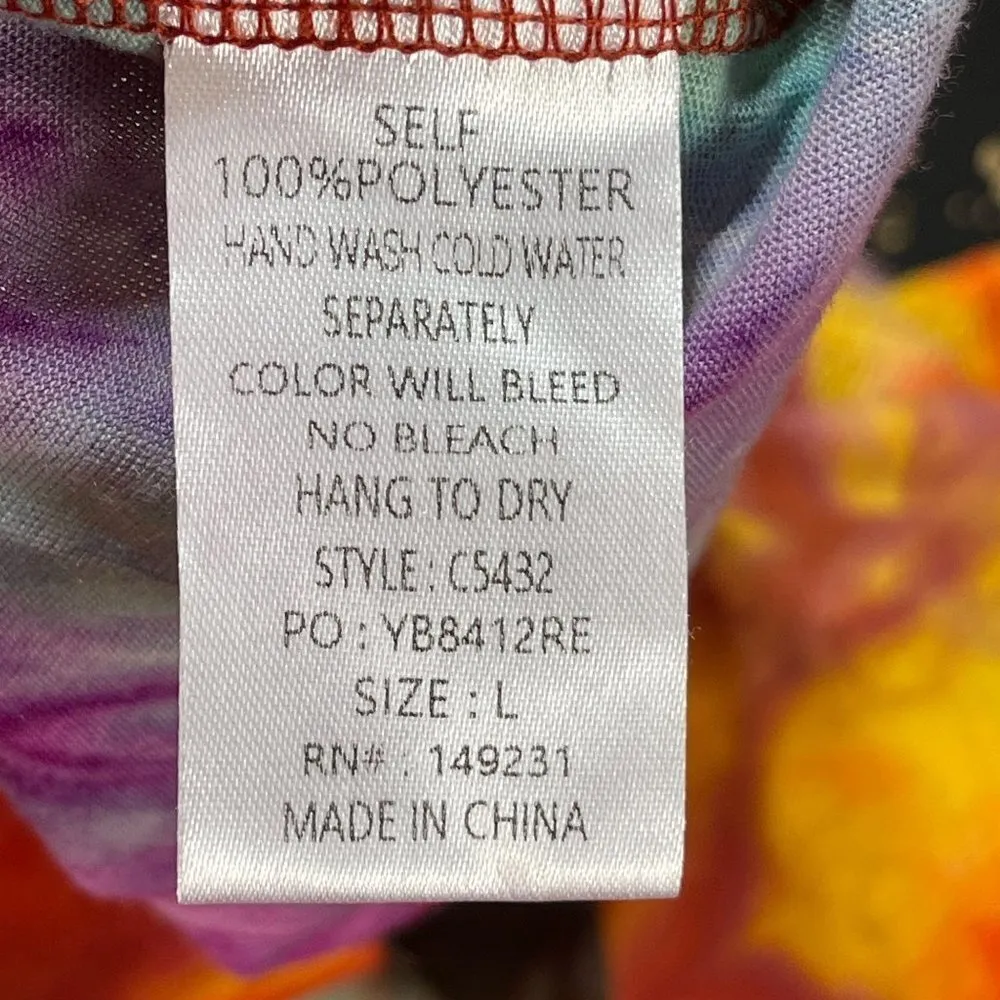 SELF
100%POLYESTER
HAND WASH COLD WATER
SEPARATELY
COLOR WILL BLEED
NO BLEACH
HANG TO DRY
STYLE: C5432
PO : YB8412RE
SIZE : L
RN# : 149231
MADE IN CHINA